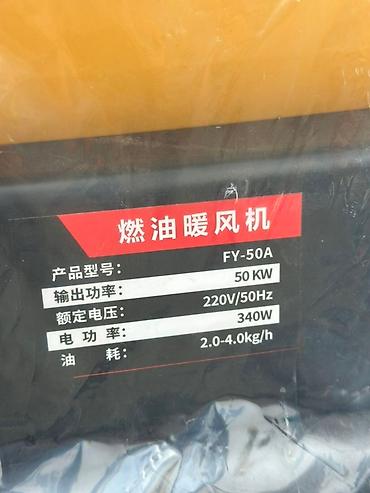 燃油暖风机
产品型号: FY-50A
输出功率: 50 KW
额定电压: 220V/50Hz
电功率: 340W
油耗: 2.0-4.0kg/h